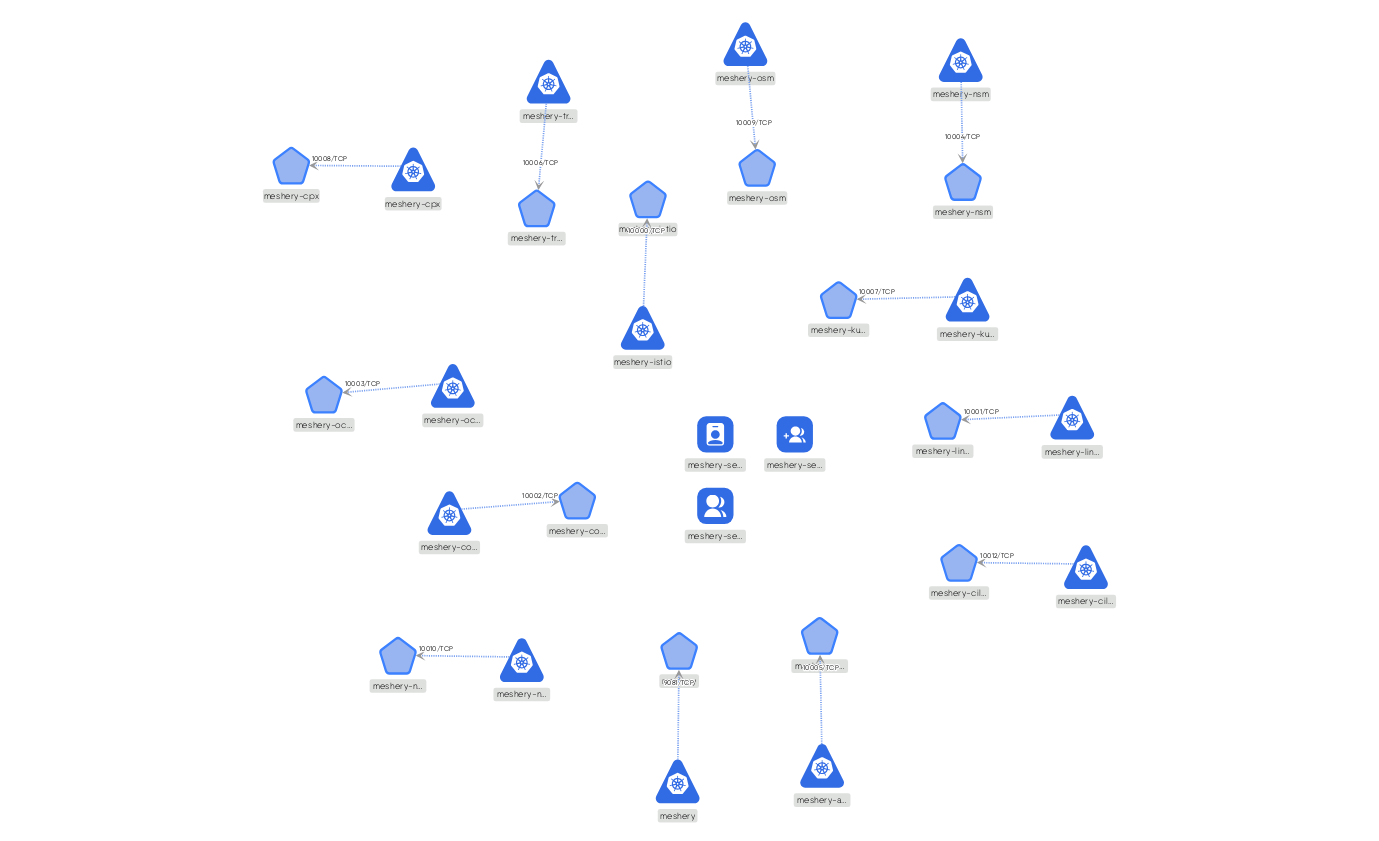 meshery-osm
meshery-nsm
meshery-tr...
10009/TCP
10004/TCP
10008/TCP
10006/TCP
meshery-cpx
meshery-cpx
meshery-osm
meshery-nsm
meshery-tr...
10000/TCP
10007/TCP
meshery-ku...
meshery-ku...
meshery-istio
10003/TCP
10001/TCP
meshery-oc...
meshery-oc...
meshery-lin...
meshery-lin...
meshery-se...
meshery-se...
10002/TCP
meshery-co...
meshery-co...
meshery-se...
10012/TCP
meshery-cil...
meshery-cil...
10010/TCP
10005/TCP
9081/TCP
meshery-n...
meshery-n...
meshery-a...
meshery